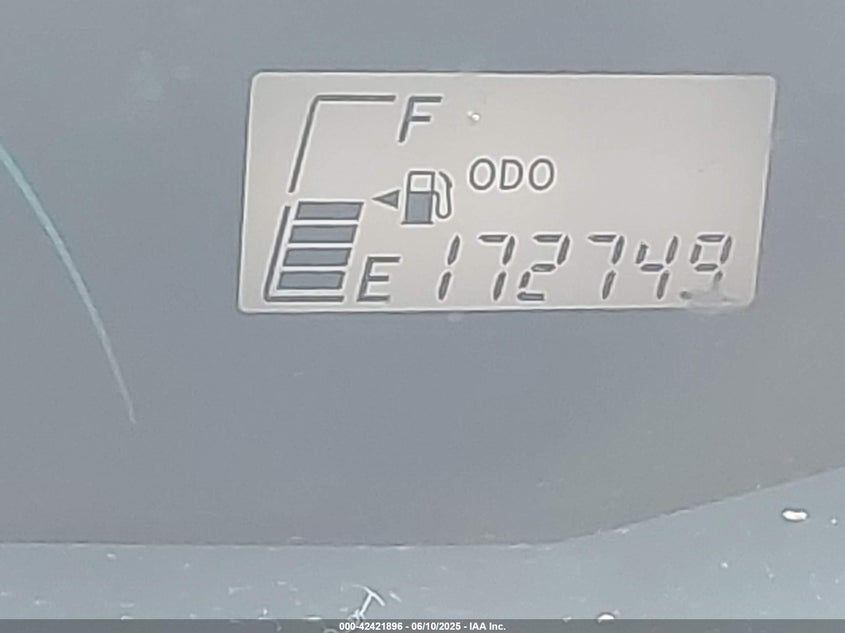 F
ODO
E 172749
000-42421896 - 06/10/2025 - IAA Inc.